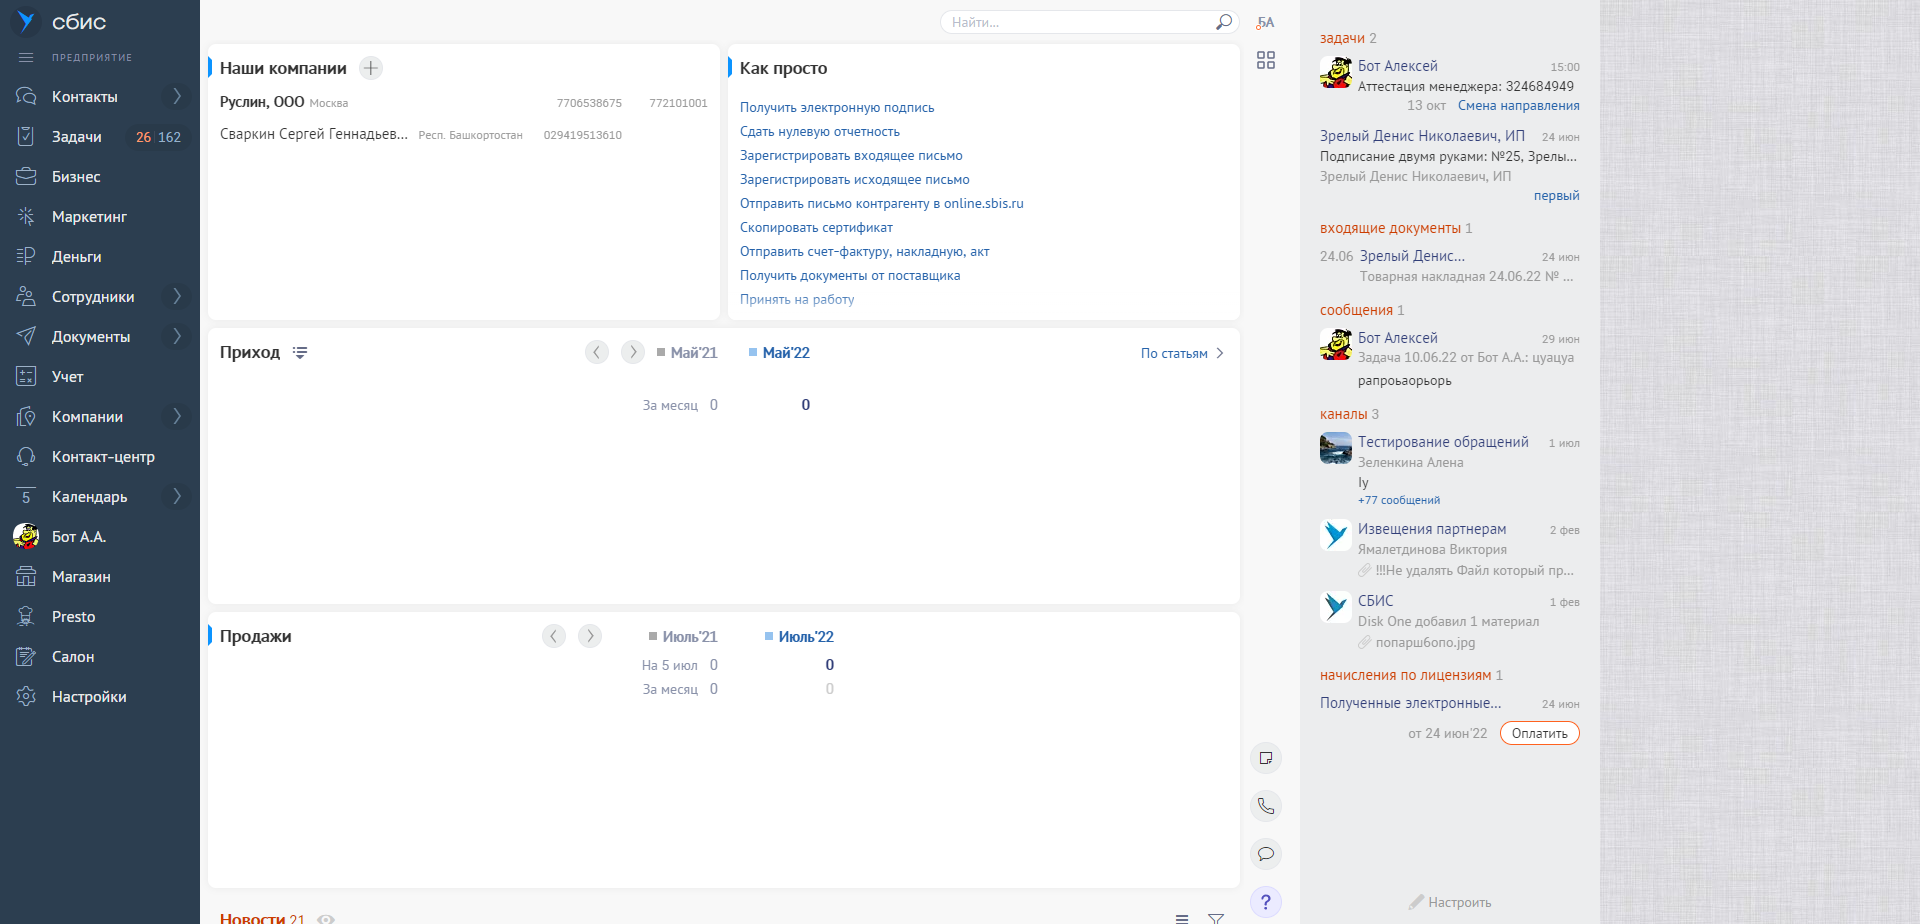 сбис
ПРЕДПРИЯТИЕ
Контакты
Задачи 26 162
Бизнес
Маркетинг
Деньги
Сотрудники
Документы
Учет
Компании
Контакт-центр
5 Календарь
Бот А.А.
Магазин
Presto
Салон
Настройки
Найти...
БА
Наши компании
Руслин, ООО Москва 7706538675 772101001
Сваркин Сергей Геннадьев... Респ. Башкортостан 029419513610
Как просто
Получить электронную подпись
Сдать нулевую отчетность
Зарегистрировать входящее письмо
Зарегистрировать исходящее письмо
Отправить письмо контрагенту в online.sbis.ru
Скопировать сертификат
Отправить счет-фактуру, накладную, акт
Получить документы от поставщика
Принять на работу
Приход Май'21 Май'22 По статьям
За месяц 0 0
Продажи Июль'21 Июль'22
На 5 июл 0 0
За месяц 0 0
Новости 21
?
задачи 2
Бот Алексей 15:00
Аттестация менеджера: 324684949
13 окт Смена направления
Зрелый Денис Николаевич, ИП 24 июн
Подписание двумя руками: №25, Зрелы...
Зрелый Денис Николаевич, ИП
первый
входящие документы 1
24.06 Зрелый Денис... 24 июн
Товарная накладная 24.06.22 № ...
сообщения 1
Бот Алексей 29 июн
Задача 10.06.22 от Бот А.А.: цуацуа
рапроьаорьорь
каналы 3
Тестирование обращений 1 июл
Зеленкина Алена
Iy
+77 сообщений
Извещения партнерам 2 фев
Ямалетдинова Виктория
!!!Не удалять Файл который пр...
СБИС 1 фев
Disk One добавил 1 материал
попарш6опо.jpg
начисления по лицензиям 1
Полученные электронные... 24 июн
от 24 июн'22 Оплатить
Настроить